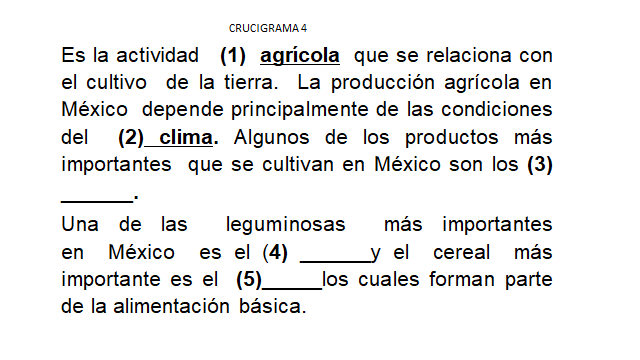 CRUCIGRAMA 4
Es la actividad (1) agrícola que se relaciona con
el cultivo de la tierra. La producción agrícola en
México depende principalmente de las condiciones
del (2) clima. Algunos de los productos más
importantes que se cultivan en México son los (3)
______.
Una de las leguminosas más importantes
en México es el (4) ______y el cereal más
importante es el (5)_____los cuales forman parte
de la alimentación básica.